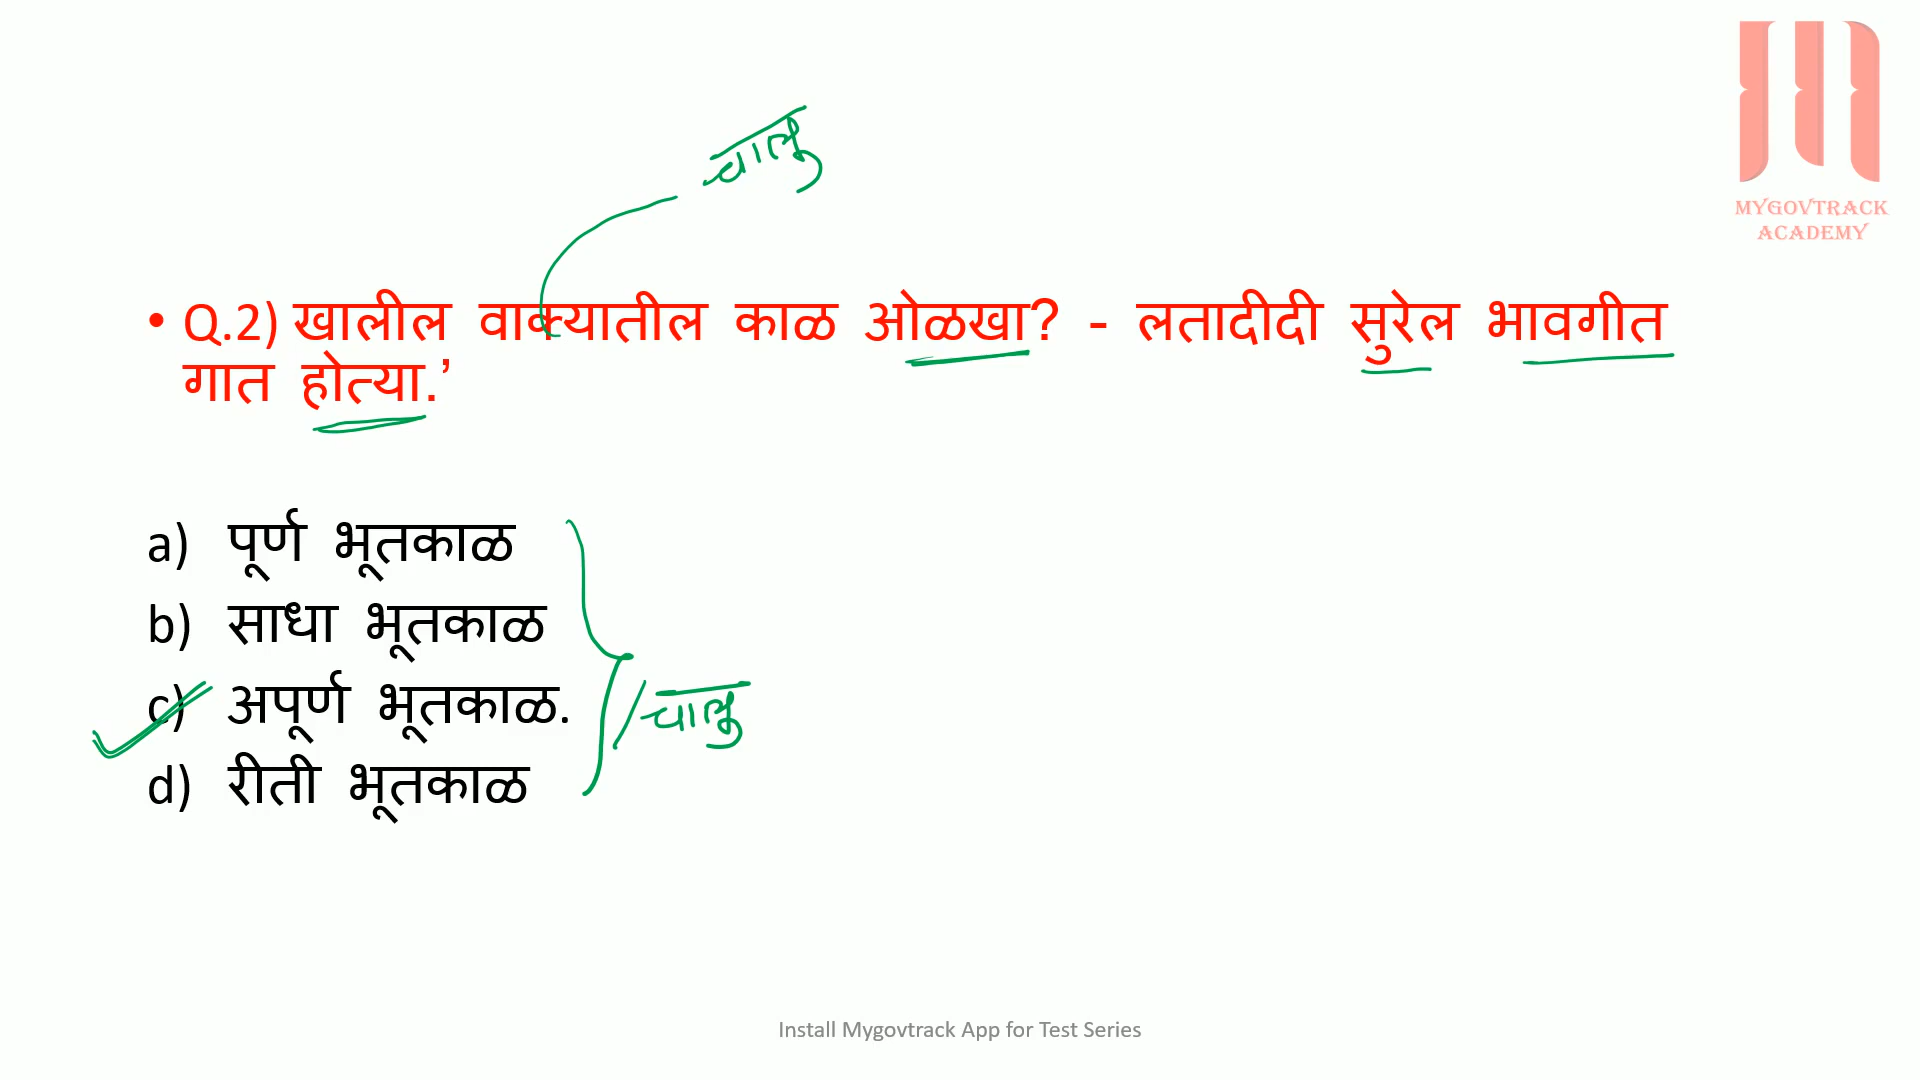 चालु
MYGOVTRACK
ACADEMY
• Q.2) खालील वाक्यातील काळ ओळखा? - लतादीदी सुरेल भावगीत
गात होत्या.’
a) पूर्ण भूतकाळ
b) साधा भूतकाळ
c) अपूर्ण भूतकाळ. / चालु
d) रीती भूतकाळ
Install Mygovtrack App for Test Series